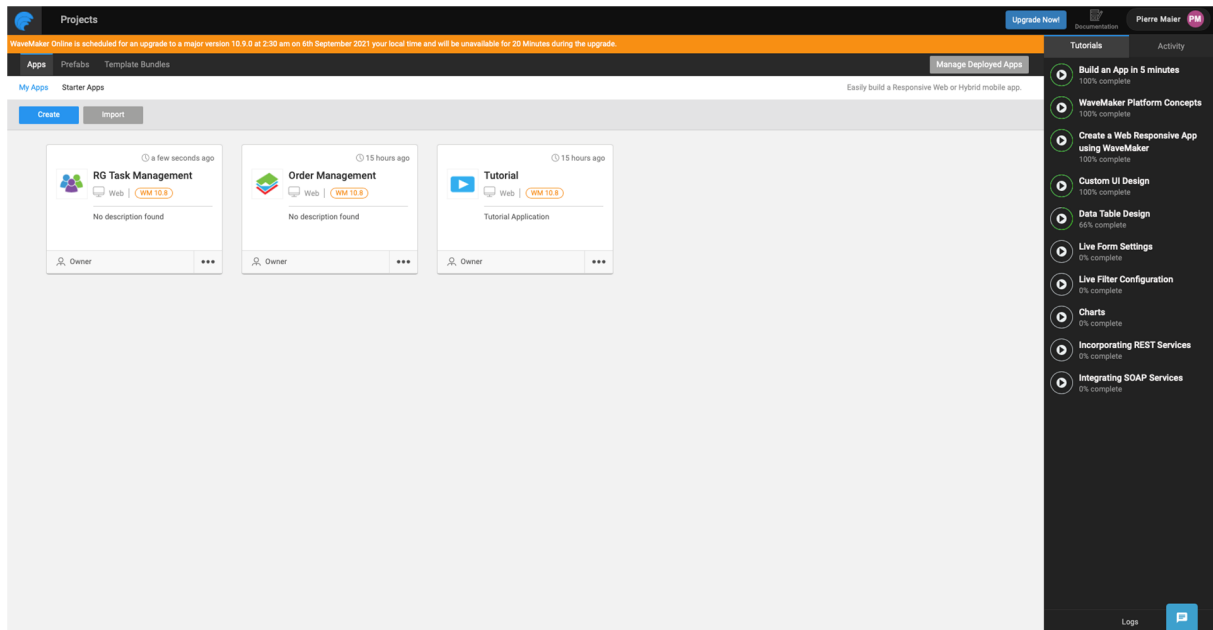 Projects
Upgrade Now!
Documentation
Pierre Maier PM
WaveMaker Online is scheduled for an upgrade to a major version 10.9.0 at 2:30 am on 6th September 2021 your local time and will be unavailable for 20 Minutes during the upgrade.
Apps Prefabs Template Bundles
Manage Deployed Apps
My Apps Starter Apps
Easily build a Responsive Web or Hybrid mobile app.
Create Import
a few seconds ago
RG Task Management
Web | WM 10.8
No description found
Owner
15 hours ago
Order Management
Web | WM 10.8
No description found
Owner
15 hours ago
Tutorial
Web | WM 10.8
Tutorial Application
Owner
Tutorials Activity
Build an App in 5 minutes
100% complete
WaveMaker Platform Concepts
100% complete
Create a Web Responsive App
using WaveMaker
100% complete
Custom UI Design
100% complete
Data Table Design
66% complete
Live Form Settings
0% complete
Live Filter Configuration
0% complete
Charts
0% complete
Incorporating REST Services
0% complete
Integrating SOAP Services
0% complete
Logs